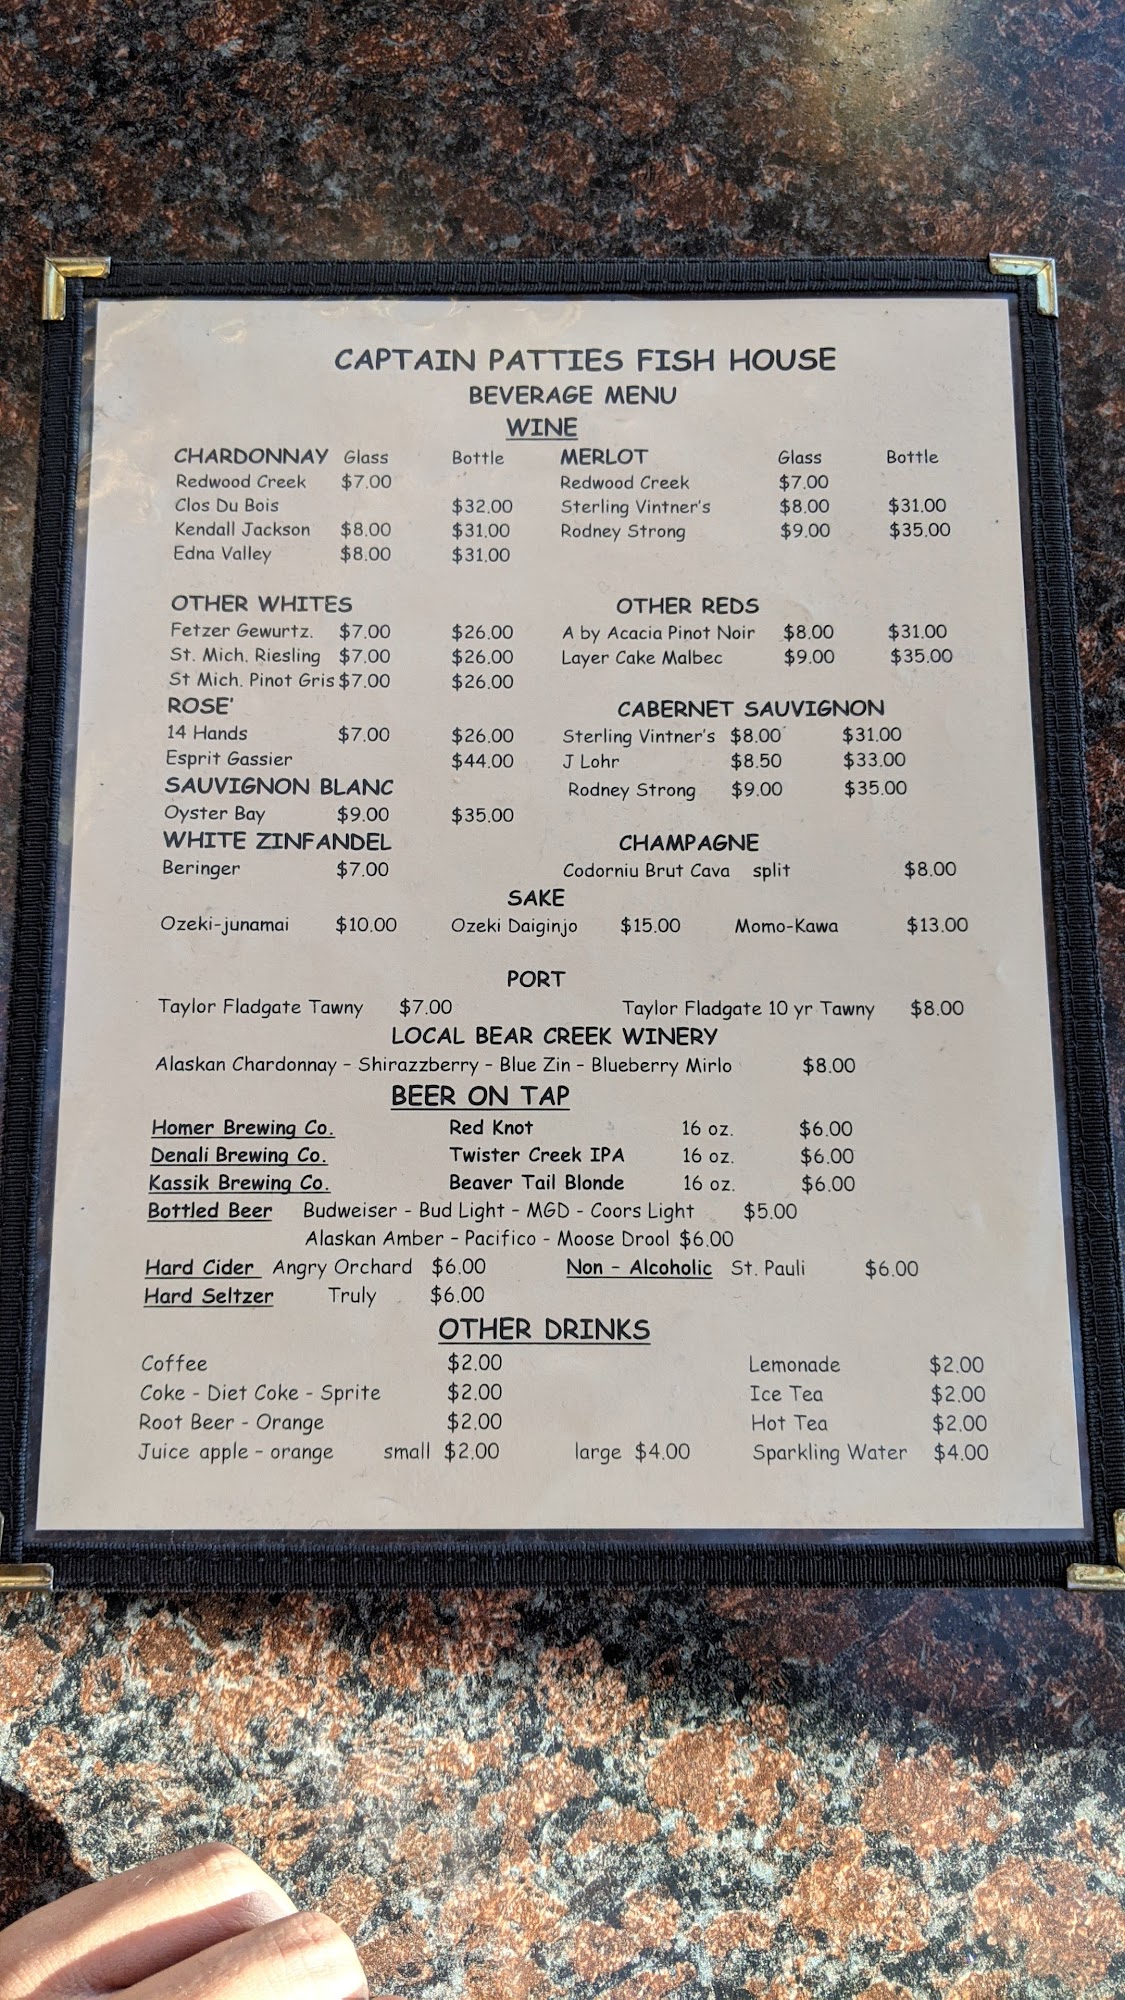 CAPTAIN PATTIES FISH HOUSE
BEVERAGE MENU
WINE
CHARDONNAY Glass Bottle MERLOT Glass Bottle
Redwood Creek $7.00 Redwood Creek $7.00
Clos Du Bois $32.00 Sterling Vintner's $8.00 $31.00
Kendall Jackson $8.00 $31.00 Rodney Strong $9.00 $35.00
Edna Valley $8.00 $31.00
OTHER WHITES OTHER REDS
Fetzer Gewurtz. $7.00 $26.00 A by Acacia Pinot Noir $8.00 $31.00
St. Mich. Riesling $7.00 $26.00 Layer Cake Malbec $9.00 $35.00
St Mich. Pinot Gris $7.00 $26.00
ROSE' CABERNET SAUVIGNON
14 Hands $7.00 $26.00 Sterling Vintner's $8.00 $31.00
Esprit Gassier $44.00 J Lohr $8.50 $33.00
SAUVIGNON BLANC Rodney Strong $9.00 $35.00
Oyster Bay $9.00 $35.00
WHITE ZINFANDEL CHAMPAGNE
Beringer $7.00 Codorniu Brut Cava split $8.00
SAKE
Ozeki-junamai $10.00 Ozeki Daiginjo $15.00 Momo-Kawa $13.00
PORT
Taylor Fladgate Tawny $7.00 Taylor Fladgate 10 yr Tawny $8.00
LOCAL BEAR CREEK WINERY
Alaskan Chardonnay - Shirazzberry - Blue Zin - Blueberry Mirlo $8.00
BEER ON TAP
Homer Brewing Co. Red Knot 16 oz. $6.00
Denali Brewing Co. Twister Creek IPA 16 oz. $6.00
Kassik Brewing Co. Beaver Tail Blonde 16 oz. $6.00
Bottled Beer Budweiser - Bud Light - MGD - Coors Light $5.00
Alaskan Amber - Pacifico - Moose Drool $6.00
Hard Cider Angry Orchard $6.00 Non - Alcoholic St. Pauli $6.00
Hard Seltzer Truly $6.00
OTHER DRINKS
Coffee $2.00 Lemonade $2.00
Coke - Diet Coke - Sprite $2.00 Ice Tea $2.00
Root Beer - Orange $2.00 Hot Tea $2.00
Juice apple - orange small $2.00 large $4.00 Sparkling Water $4.00